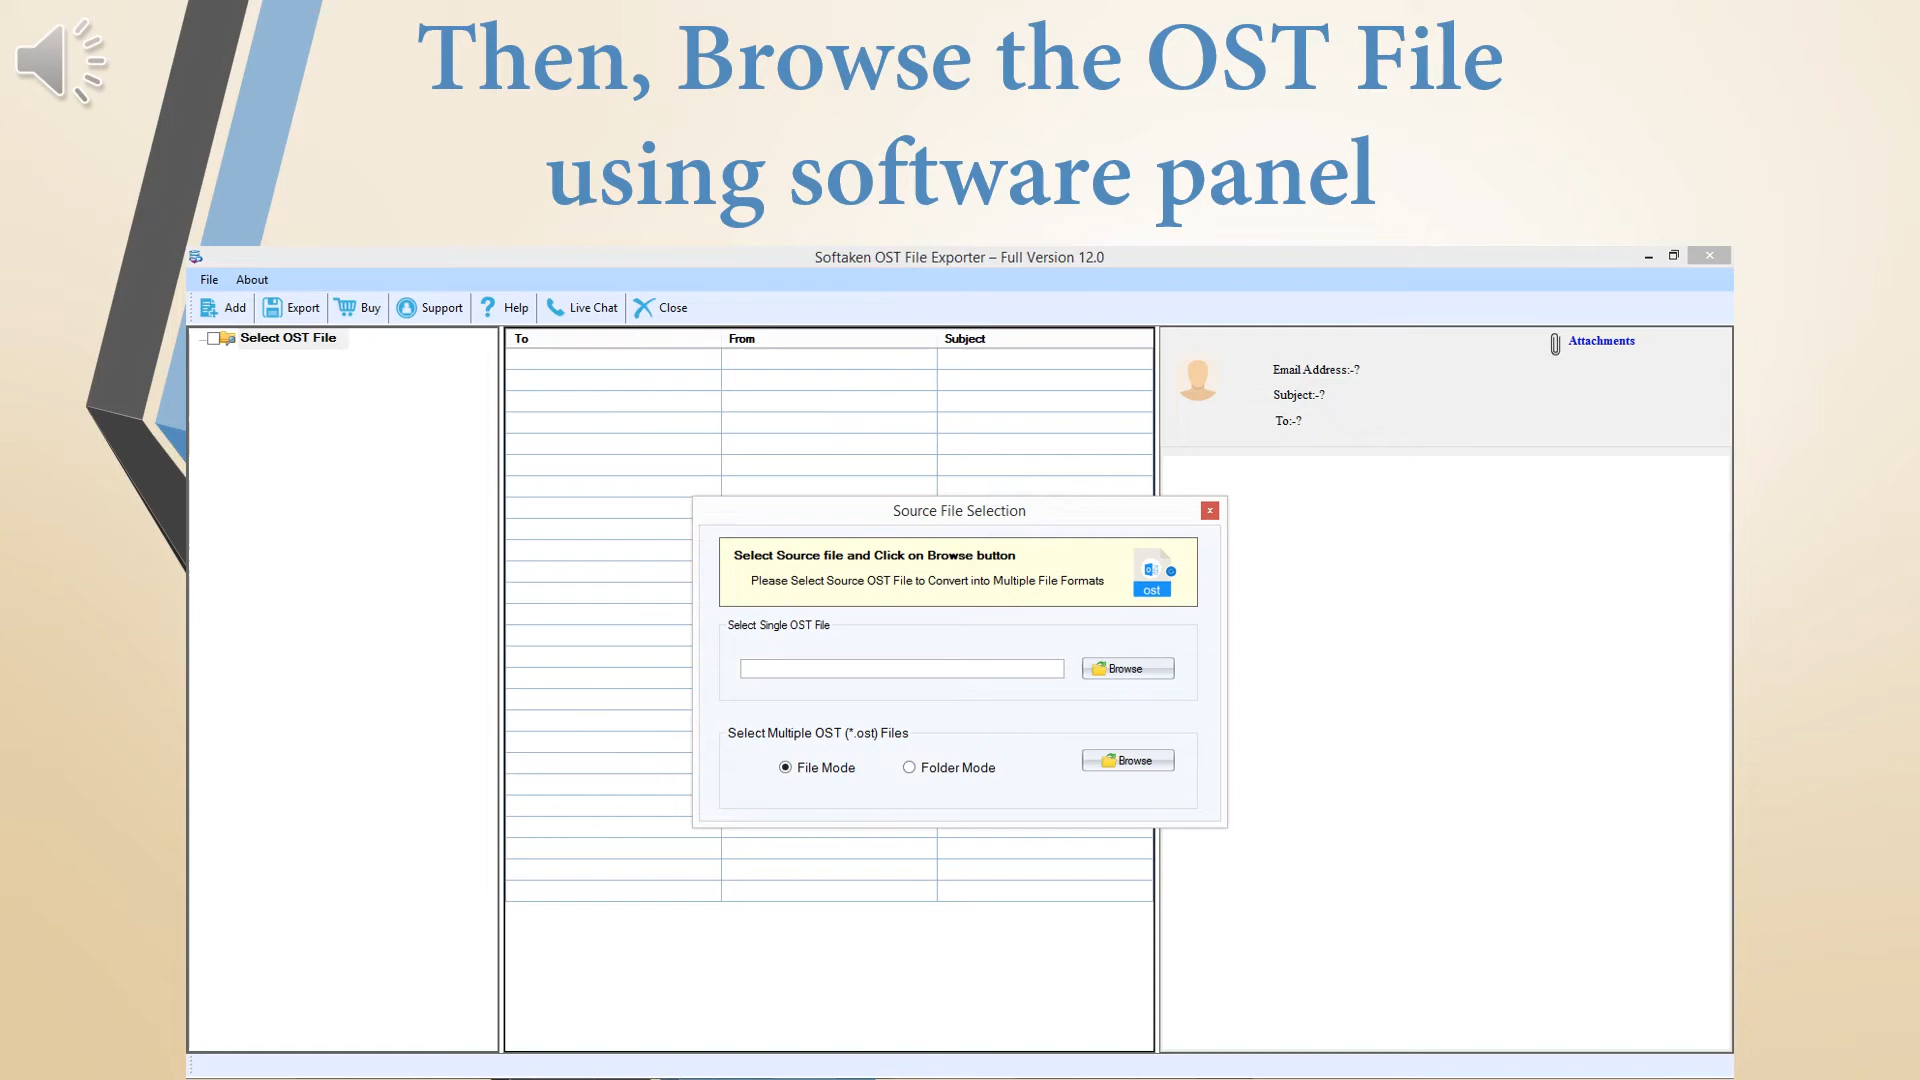 Then, Browse the OST File
using software panel
Softaken OST File Exporter – Full Version 12.0
File About
Add Export Buy Support Help Live Chat Close
Select OST File
To From Subject
Attachments
Email Address:-?
Subject:-?
To:-?
Source File Selection
Select Source file and Click on Browse button
Please Select Source OST File to Convert into Multiple File Formats
ost
Select Single OST File
Browse
Select Multiple OST (*.ost) Files
File Mode Folder Mode Browse